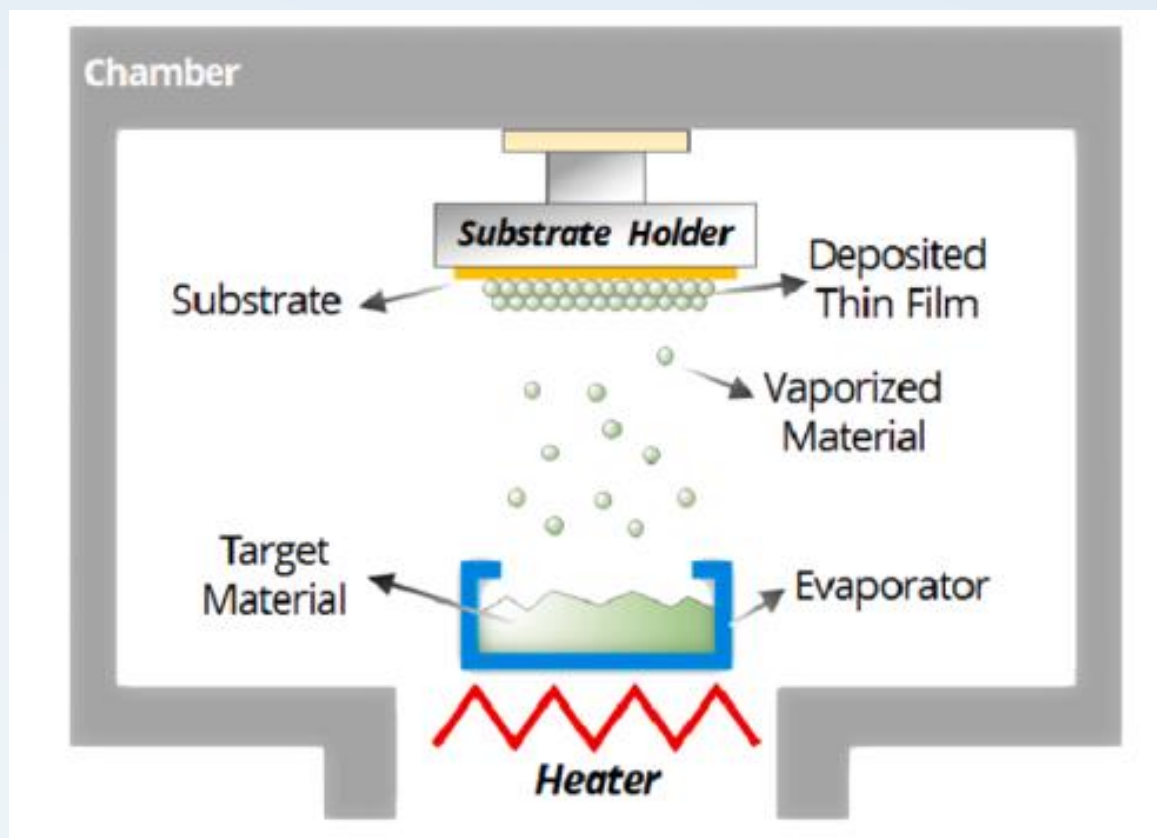 Chamber
Substrate Holder
Substrate
Deposited
Thin Film
Vaporized
Material
Target
Material
Evaporator
Heater